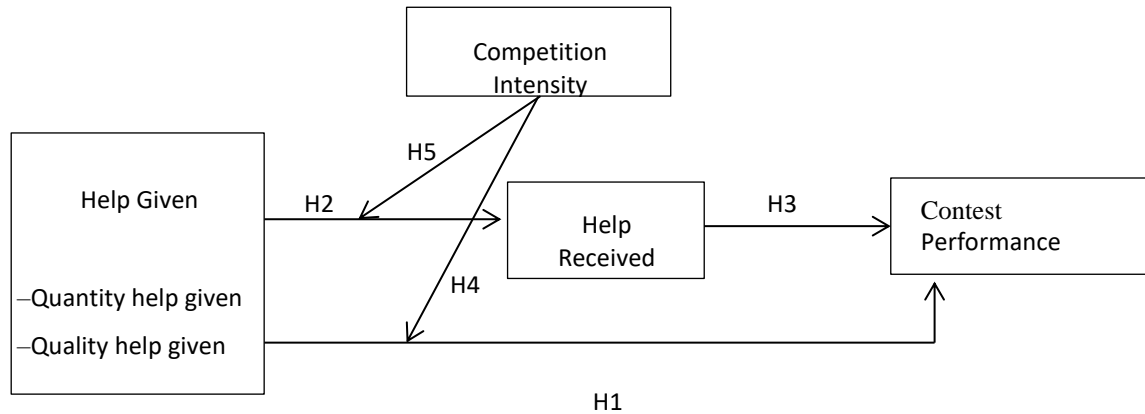 Competition
Intensity
H5
Help Given
H2
H3
Help
Received
Contest
Performance
H4
–Quantity help given
–Quality help given
H1